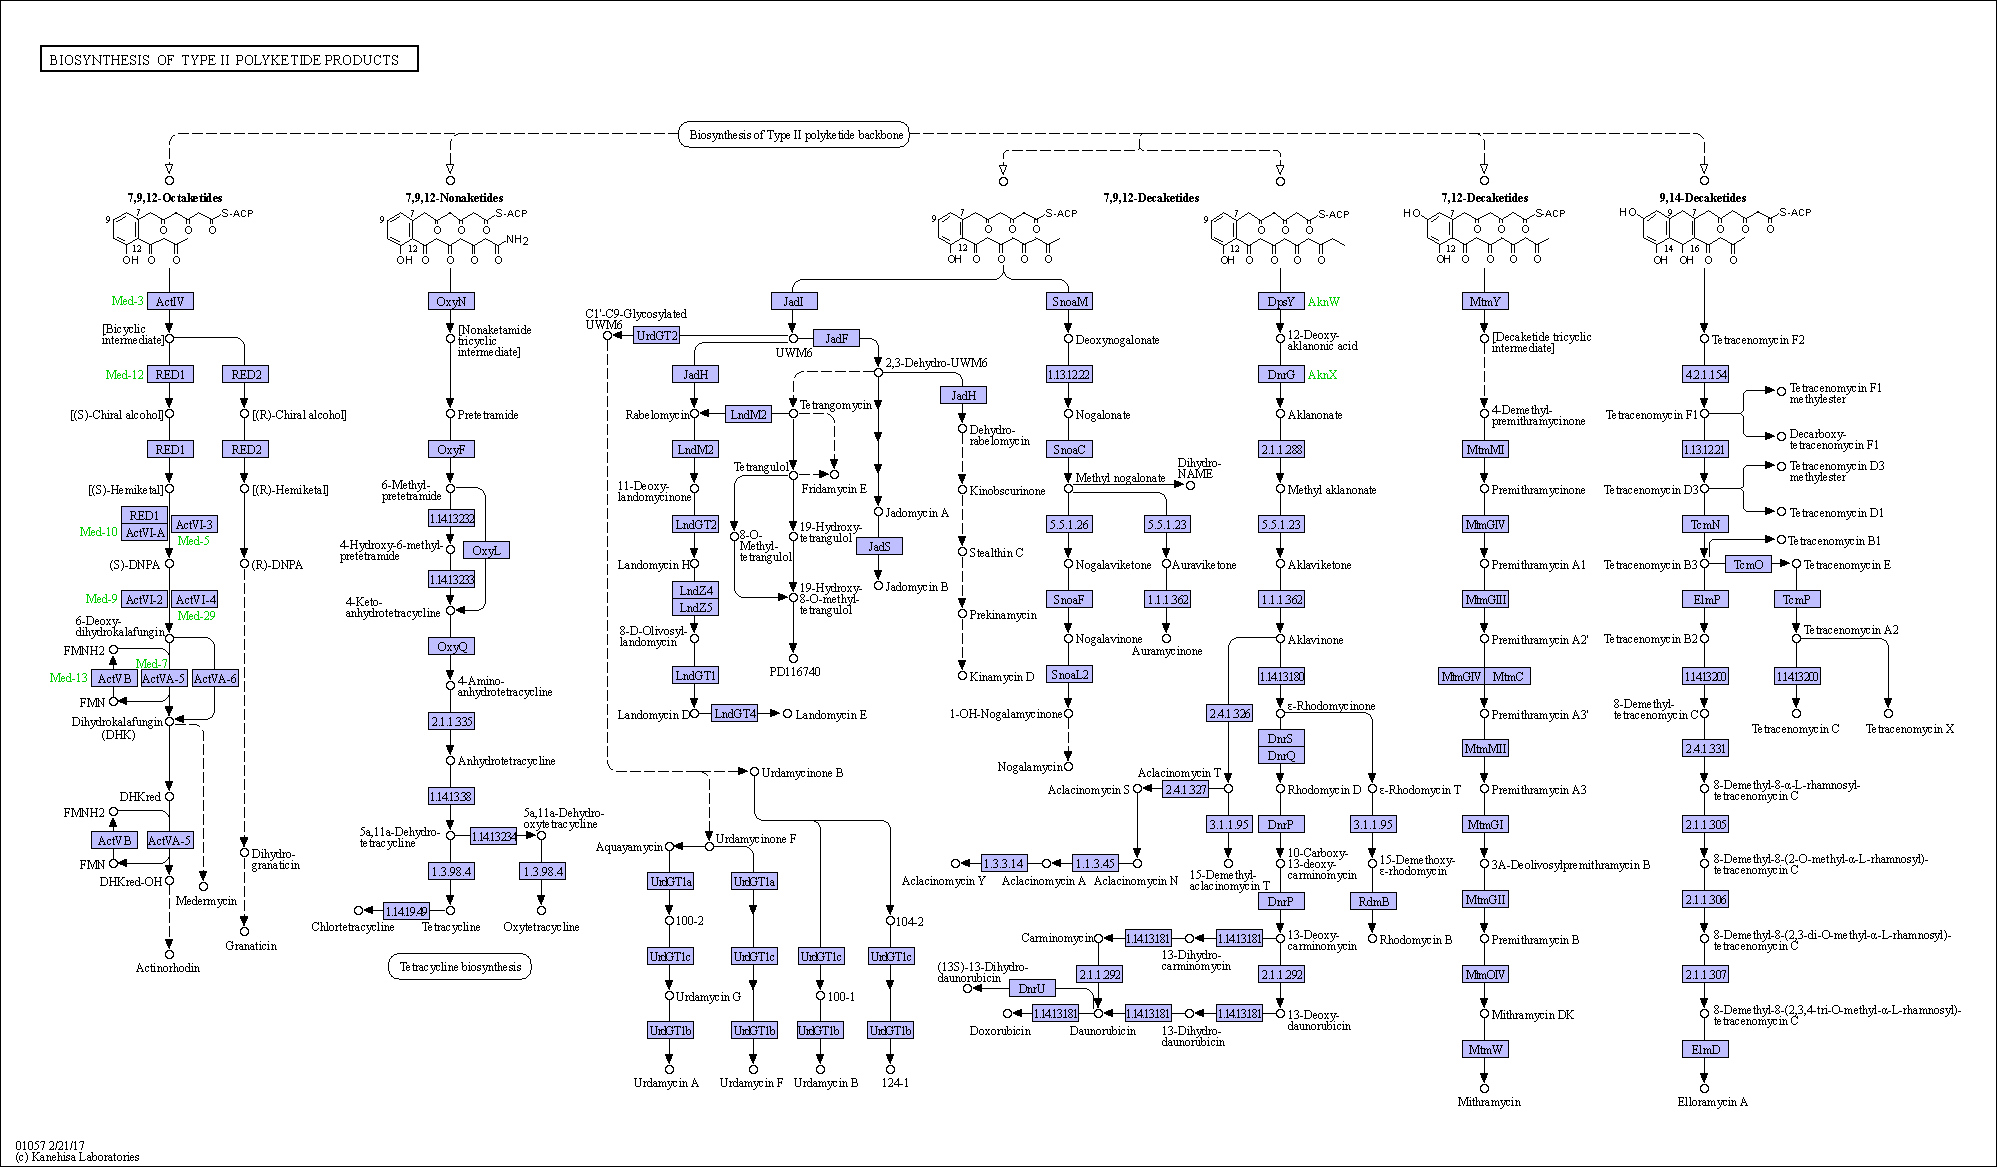 BIOSYNTHESIS OF TYPE II POLYKETIDE PRODUCTS
Biosynthesis of Type II polyketide backbone
7,9,12-Octaketides
7,9,12-Nonaketides
7,9,12-Decaketides
7,12-Decaketides
9,14-Decaketides
9
7
S-ACP
O
O
O
12
OH
O
O
9
7
S-ACP
O
O
O
NH2
12
OH
O
O
O
O
9
7
S-ACP
O
O
O
12
OH
O
O
O
O
9
7
S-ACP
O
O
O
12
OH
O
O
O
O
HO
7
S-ACP
O
O
O
12
OH
O
O
O
O
HO
9
7
S-ACP
O
O
O
14
16
OH
OH
O
O
Med-3
ActIV
[Bicyclic
intermediate]
Med-12
RED1
RED2
[(S)-Chiral alcohol]
[(R)-Chiral alcohol]
RED1
RED2
[(S)-Hemiketal]
[(R)-Hemiketal]
RED1
Med-10
ActVI-A
ActVI-3
Med-5
(S)-DNPA
(R)-DNPA
Med-9
ActVI-2
ActVI-4
Med-29
6-Deoxy-
dihydrokalafungin
FMNH2
Med-7
Med-13
ActVB
ActVA-5
ActVA-6
FMN
Dihydrokalafungin
(DHK)
DHKred
FMNH2
ActVB
ActVA-5
FMN
DHKred-OH
Medermycin
Dihydro-
granaticin
Granaticin
Actinorhodin
OxyN
[Nonaketamide
tricyclic
intermediate]
Pretetramide
OxyF
6-Methyl-
pretetramide
1.14.13.232
4-Hydroxy-6-methyl-
pretetramide
OxyL
1.14.13.233
4-Keto-
anhydrotetracycline
OxyQ
4-Amino-
anhydrotetracycline
2.1.1.335
Anhydrotetracycline
1.14.13.38
5a,11a-Dehydro-
tetracycline
1.14.13.234
5a,11a-Dehydro-
oxytetracycline
1.3.98.4
1.3.98.4
1.14.19.49
Chlortetracycline
Tetracycline
Oxytetracycline
Tetracycline biosynthesis
JadI
C1'-C9-Glycosylated
UWM6
UrdGT2
UWM6
JadF
2,3-Dehydro-UWM6
JadH
JadH
Rabelomycin
LndM2
Tetrangomycin
Dehydro-
rabelomycin
LndM2
Tetrangulol
Fridamycin E
11-Deoxy-
landomycinone
Kinobscurinone
LndGT2
8-O-
Methyl-
tetrangulol
19-Hydroxy-
tetrangulol
Jadomycin A
JadS
Stealthin C
Landomycin H
LndZ4
LndZ5
19-Hydroxy-
8-O-methyl-
tetrangulol
Jadomycin B
Prekinamycin
8-D-Olivosyl-
landomycin
PD116740
LndGT1
Kinamycin D
Landomycin D
LndGT4
Landomycin E
Urdamycinone B
Aquayamycin
Urdamycinone F
UrdGT1a
UrdGT1a
100-2
104-2
UrdGT1c
UrdGT1c
UrdGT1c
UrdGT1c
Urdamycin G
100-1
UrdGT1b
UrdGT1b
UrdGT1b
UrdGT1b
Urdamycin A
Urdamycin F
Urdamycin B
124-1
SnoaM
Deoxynogalonate
1.13.12.22
Nogalonate
SnoaC
Methyl nogalonate
Dihydro-
NAME
5.5.1.26
5.5.1.23
Nogalaviketone
Auraviketone
SnoaF
1.1.1.362
Nogalavinone
Auramycinone
SnoaL2
1-OH-Nogalamycinone
Nogalamycin
DpsY
AknW
12-Deoxy-
aklanonic acid
DnrG
AknX
Aklanonate
2.1.1.288
Methyl aklanonate
5.5.1.23
Aklaviketone
1.1.1.362
Aklavinone
1.14.13.180
ε-Rhodomycinone
2.4.1.326
DnrS
DnrQ
Aclacinomycin T
Aclacinomycin S
2.4.1.327
Rhodomycin D
ε-Rhodomycin T
3.1.1.95
DnrP
3.1.1.95
1.3.3.14
1.1.3.45
Aclacinomycin Y
Aclacinomycin A
Aclacinomycin N
15-Demethyl-
aclacinomycin T
10-Carboxy-
13-deoxy-
carminomycin
15-Demethoxy-
ε-rhodomycin
DnrP
RdmB
Carminomycin
1.14.13.181
1.14.13.181
13-Deoxy-
carminomycin
Rhodomycin B
13-Dihydro-
carminomycin
(13S)-13-Dihydro-
daunorubicin
2.1.1.292
2.1.1.292
DnrU
1.14.13.181
1.14.13.181
1.14.13.181
Doxorubicin
Daunorubicin
13-Dihydro-
daunorubicin
13-Deoxy-
daunorubicin
MtmY
[Decaketide tricyclic
intermediate]
4-Demethyl-
premithramycinone
MtmMI
Premithramycinone
MtmGIV
Premithramycin A1
MtmGIII
Premithramycin A2'
MtmGIV
MtmC
Premithramycin A3'
MtmMII
Premithramycin A3
MtmGI
3A-Deolivosylpremithramycin B
MtmGII
Premithramycin B
MtmOIV
Mithramycin DK
MtmW
Mithramycin
Tetracenomycin F2
4.2.1.154
Tetracenomycin F1
Tetracenomycin F1
methylester
Decarboxy-
tetracenomycin F1
1.13.12.21
Tetracenomycin D3
Tetracenomycin D3
methylester
Tetracenomycin D1
TcmN
Tetracenomycin B1
Tetracenomycin B3
TcmO
Tetracenomycin E
ElmP
TcmP
Tetracenomycin B2
Tetracenomycin A2
1.14.13.200
1.14.13.200
8-Demethyl-
tetracenomycin C
Tetracenomycin C
Tetracenomycin X
2.4.1.331
8-Demethyl-8-α-L-rhamnosyl-
tetracenomycin C
2.1.1.305
8-Demethyl-8-(2-O-methyl-α-L-rhamnosyl)-
tetracenomycin C
2.1.1.306
8-Demethyl-8-(2,3-di-O-methyl-α-L-rhamnosyl)-
tetracenomycin C
2.1.1.307
8-Demethyl-8-(2,3,4-tri-O-methyl-α-L-rhamnosyl)-
tetracenomycin C
ElmD
Elloramycin A
01057 2/21/17
(c) Kanehisa Laboratories